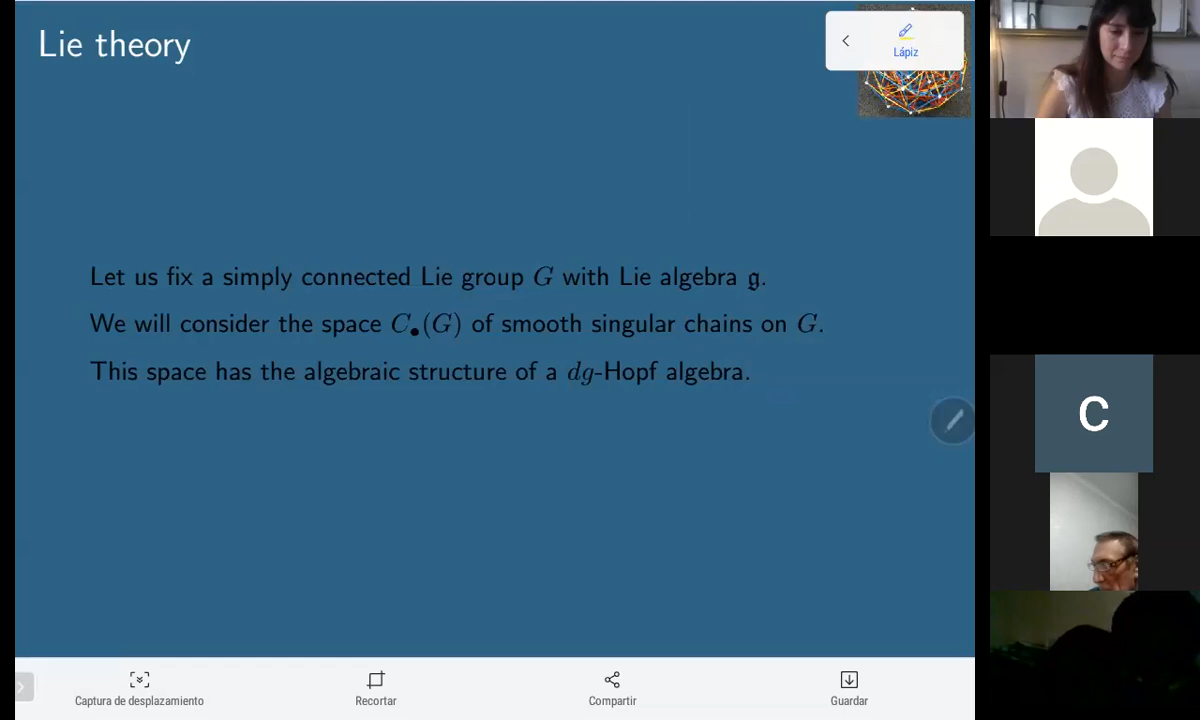 Lie theory
Lápiz
Let us fix a simply connected Lie group G with Lie algebra 𝔤.
We will consider the space C•(G) of smooth singular chains on G.
This space has the algebraic structure of a dg-Hopf algebra.
C
Captura de desplazamiento
Recortar
Compartir
Guardar